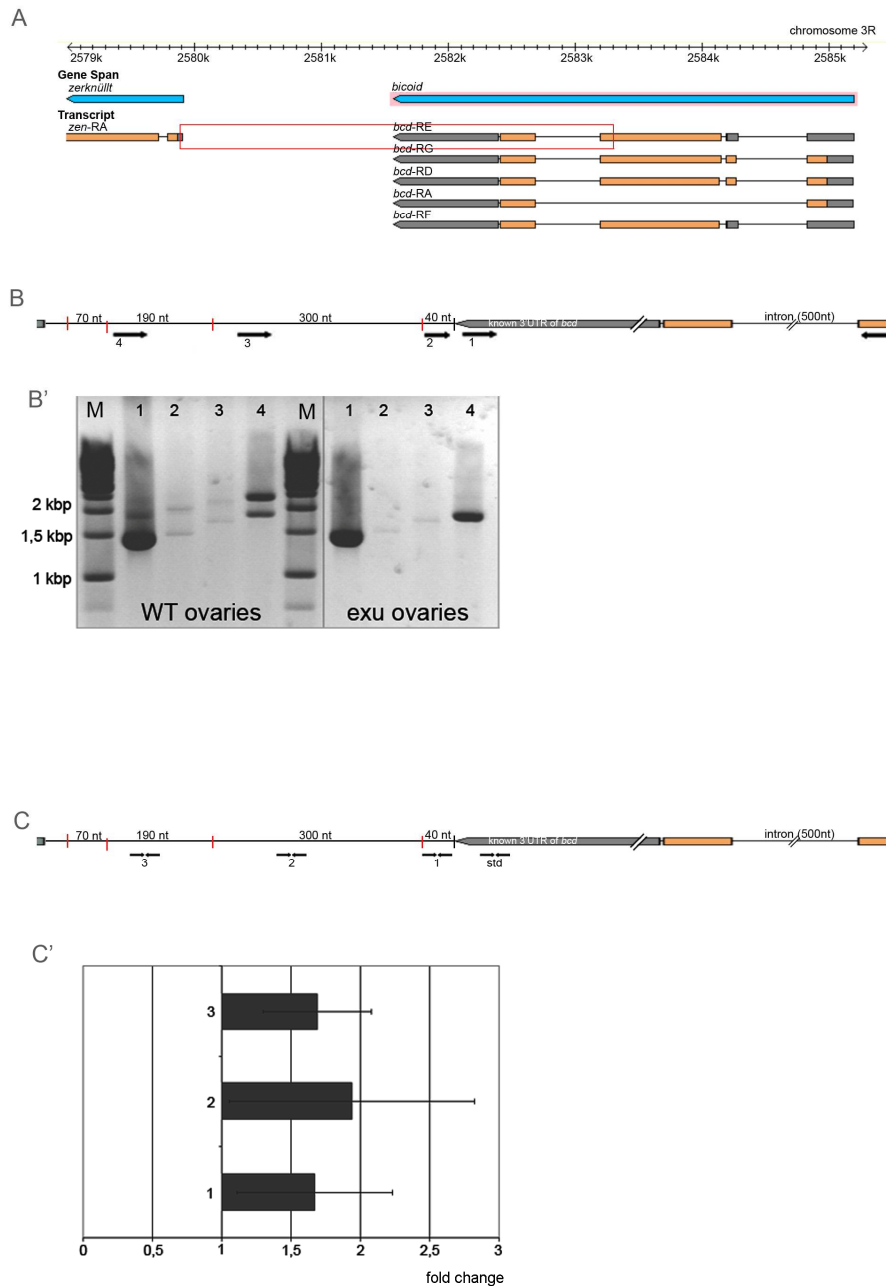 A
chromosome 3R
2579k 2580k 2581k 2582k 2583k 2584k 2585k
Gene Span
zerknüllt bicoid
Transcript
zen-RA bcd-RE
bcd-RG
bcd-RD
bcd-RA
bcd-RF
B
70 nt 190 nt 300 nt 40 nt known 3'UTR of bcd intron (500nt)
4 3 2 1
B'
M 1 2 3 4 M 1 2 3 4
2 kbp
1,5 kbp
1 kbp
WT ovaries exu ovaries
C
70 nt 190 nt 300 nt 40 nt known 3'UTR of bcd intron (500nt)
3 2 1 std
C'
3
2
1
0 0,5 1 1,5 2 2,5 3
fold change